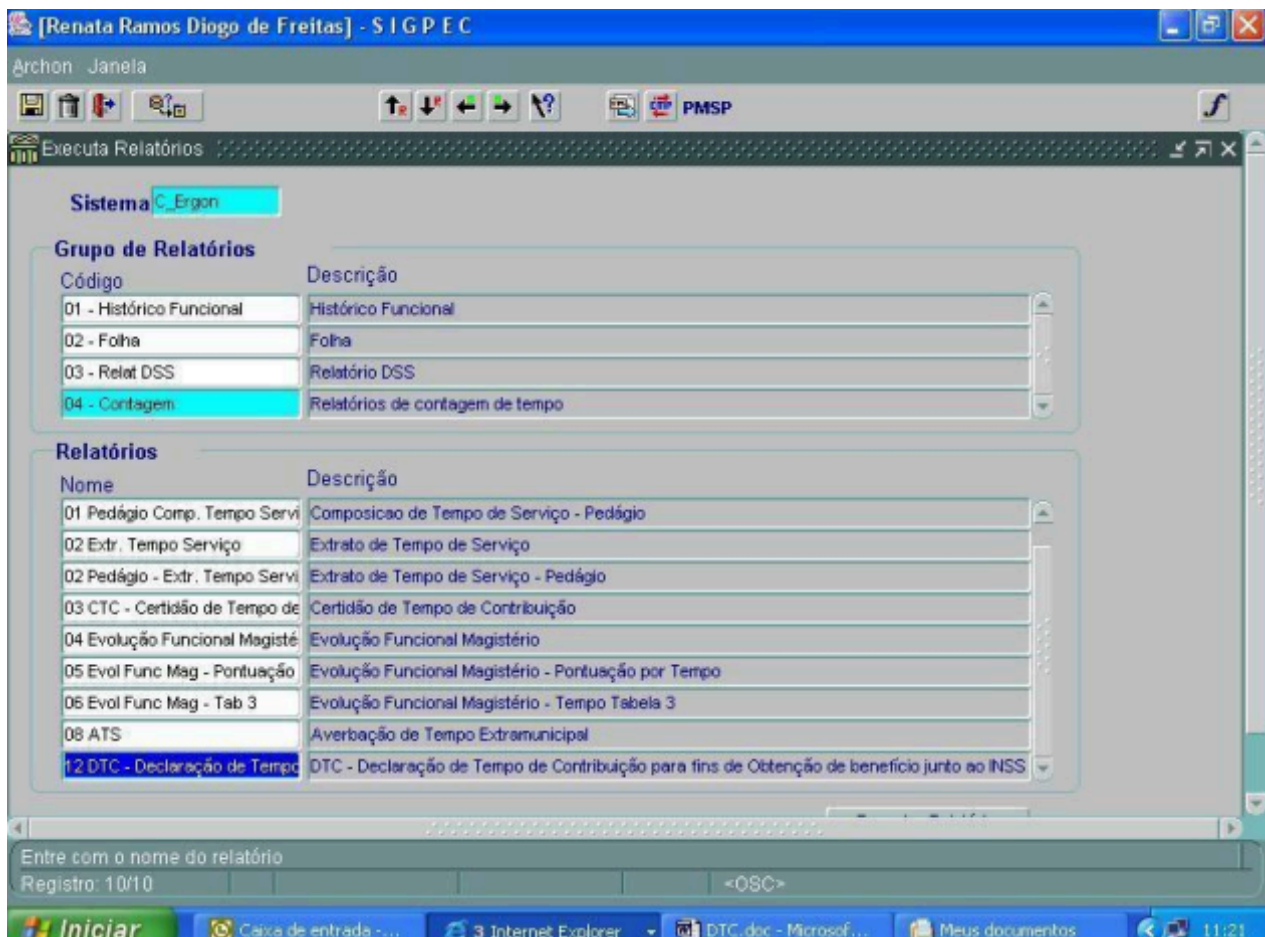 [Renata Ramos Diogo de Freitas] - S I G P E C
Archon Janela
PMSP
Executa Relatórios
Sistema C_Ergon
Grupo de Relatórios
Código Descrição
01 - Histórico Funcional Histórico Funcional
02 - Folha Folha
03 - Relat DSS Relatório DSS
04 - Contagem Relatórios de contagem de tempo
Relatórios
Nome Descrição
01 Pedágio Comp. Tempo Servi Composicao de Tempo de Serviço - Pedágio
02 Extr. Tempo Serviço Extrato de Tempo de Serviço
02 Pedágio - Extr. Tempo Servi Extrato de Tempo de Serviço - Pedágio
03 CTC - Certidão de Tempo de Certidão de Tempo de Contribuição
04 Evolução Funcional Magisté Evolução Funcional Magistério
05 Evol Func Mag - Pontuação Evolução Funcional Magistério - Pontuação por Tempo
06 Evol Func Mag - Tab 3 Evolução Funcional Magistério - Tempo Tabela 3
08 ATS Averbação de Tempo Extramunicipal
12 DTC - Declaração de Tempo DTC - Declaração de Tempo de Contribuição para fins de Obtenção de benefício junto ao INSS
Entre com o nome do relatório
Registro: 10/10 <OSC>
Iniciar Caixa de entrada -... 3 Internet Explorer DTC.doc - Microsof... Meus documentos 11:21